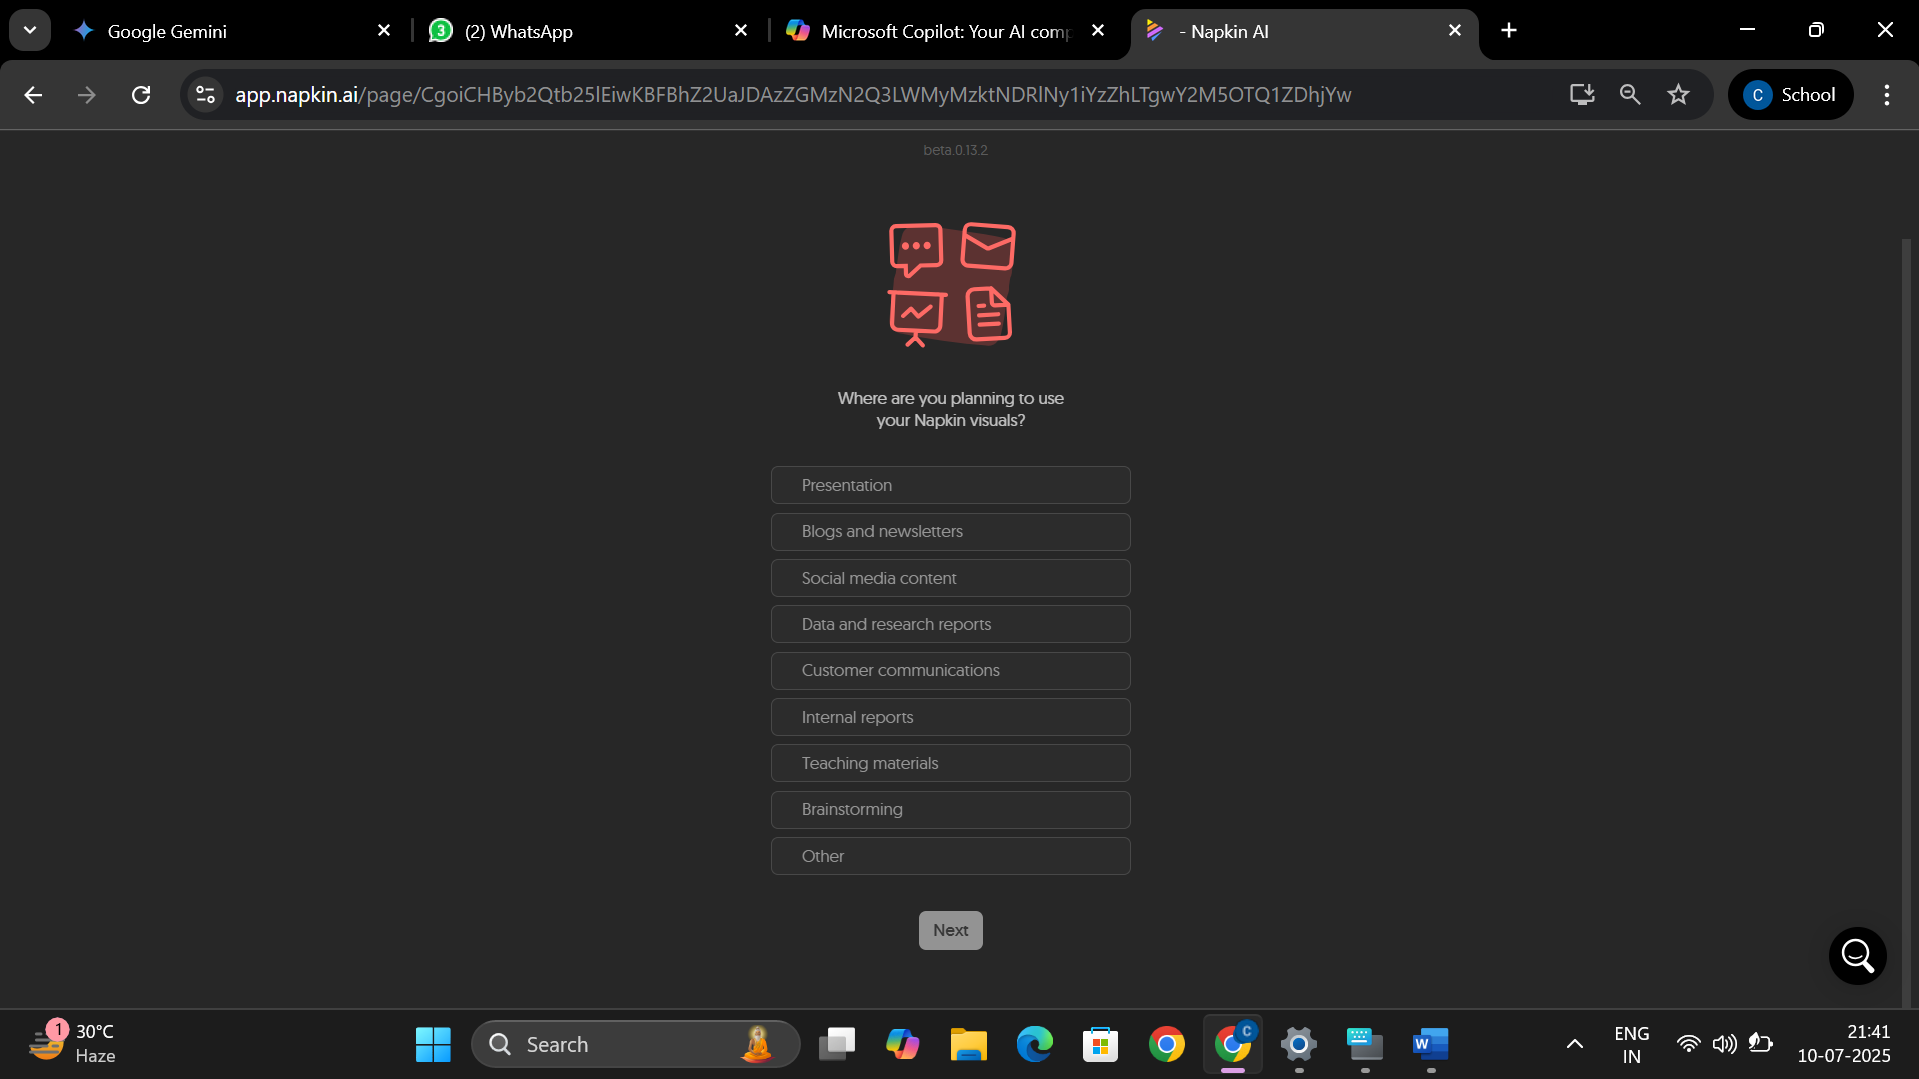 Google Gemini
3
(2) WhatsApp
Microsoft Copilot: Your AI comp
- Napkin AI
app.napkin.ai/page/CgoiCHByb2Qtb25lEiwKBFBhZ2UaJDAzZGMzN2Q3LWMyMzktNDRlNy1iYzZhLTgwY2M5OTQ1ZDhjYw
C
School
beta.0.13.2
Where are you planning to use
your Napkin visuals?
Presentation
Blogs and newsletters
Social media content
Data and research reports
Customer communications
Internal reports
Teaching materials
Brainstorming
Other
Next
1
30°C
Haze
Search
C
W
ENG
IN
21:41
10-07-2025